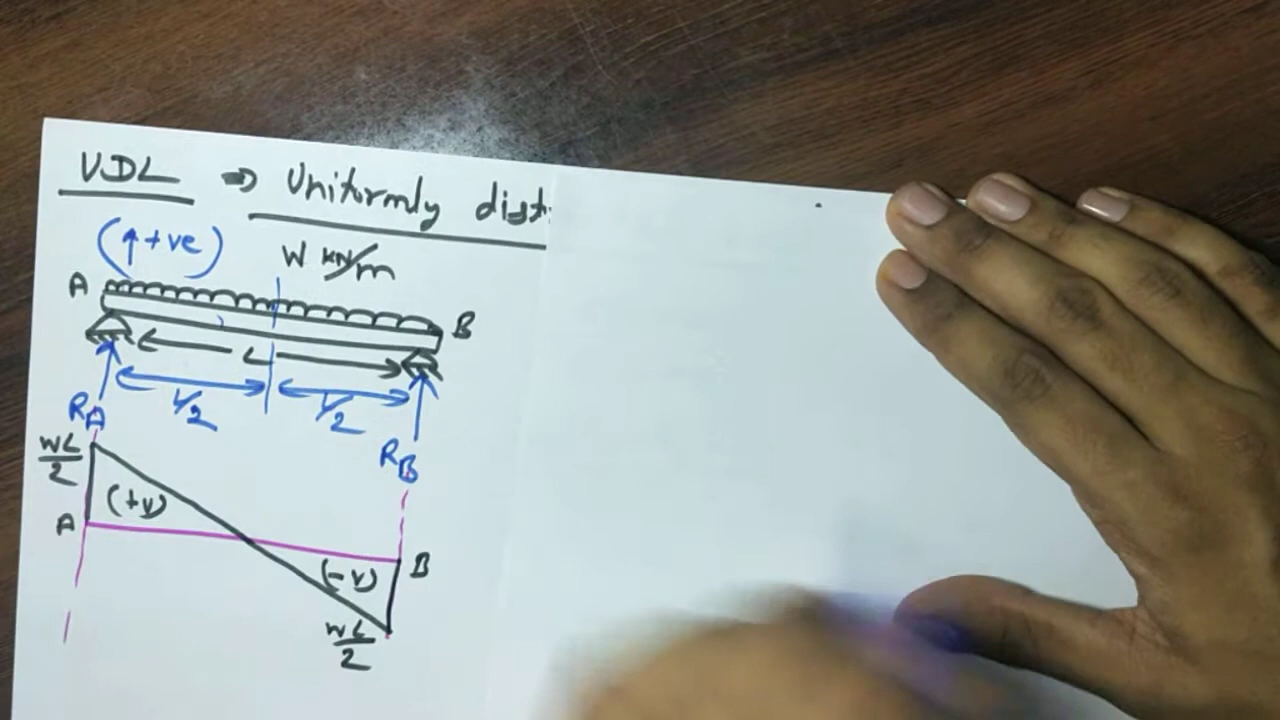 UDL ⇒ Uniformly dist.
(↑+ve)
W kN/m
A
B
L
L/2 L/2
RA
RB
WL/2
(+v)
A
(-v) B
WL/2